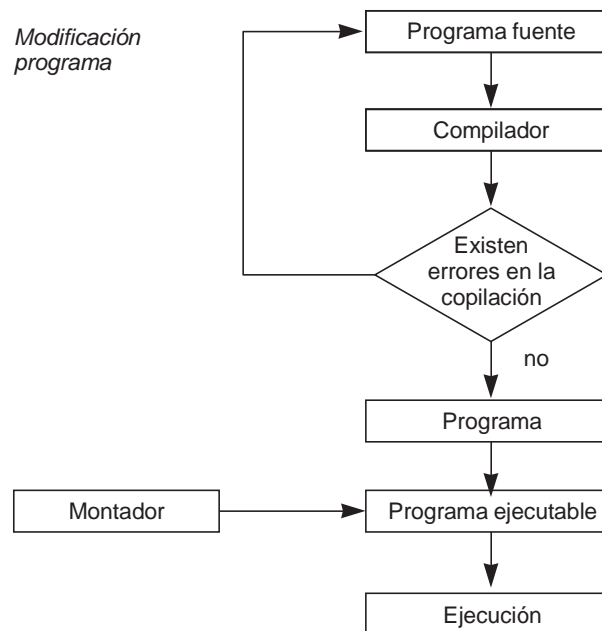 Modificación
programa
Programa fuente
Compilador
Existen
errores en la
copilación
no
Programa
Montador
Programa ejecutable
Ejecución